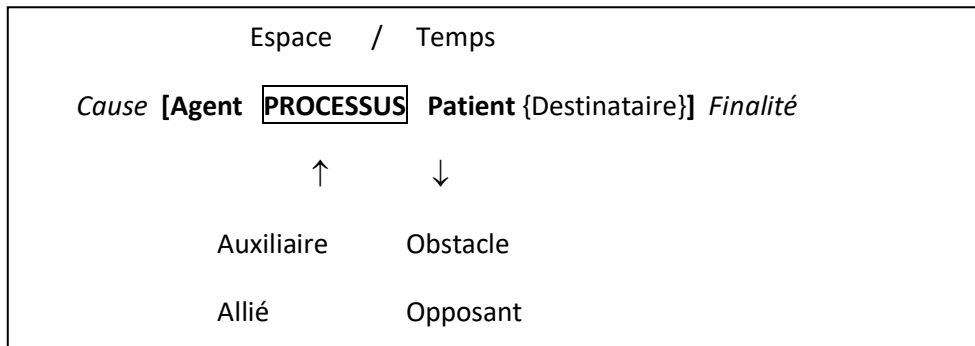 Espace / Temps
Cause [Agent PROCESSUS Patient {Destinataire}] Finalité
↑ ↓
Auxiliaire Obstacle
Allié Opposant